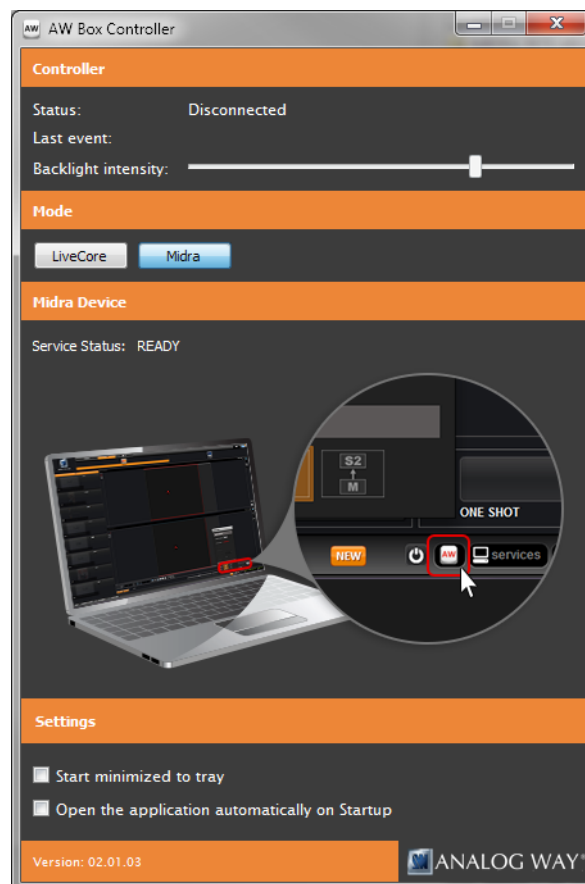 AW AW Box Controller
Controller
Status: Disconnected
Last event:
Backlight intensity:
Mode
LiveCore Midra
Midra Device
Service Status: READY
S2
M
ONE SHOT
NEW AW services
Settings
Start minimized to tray
Open the application automatically on Startup
Version: 02.01.03 ANALOG WAY®